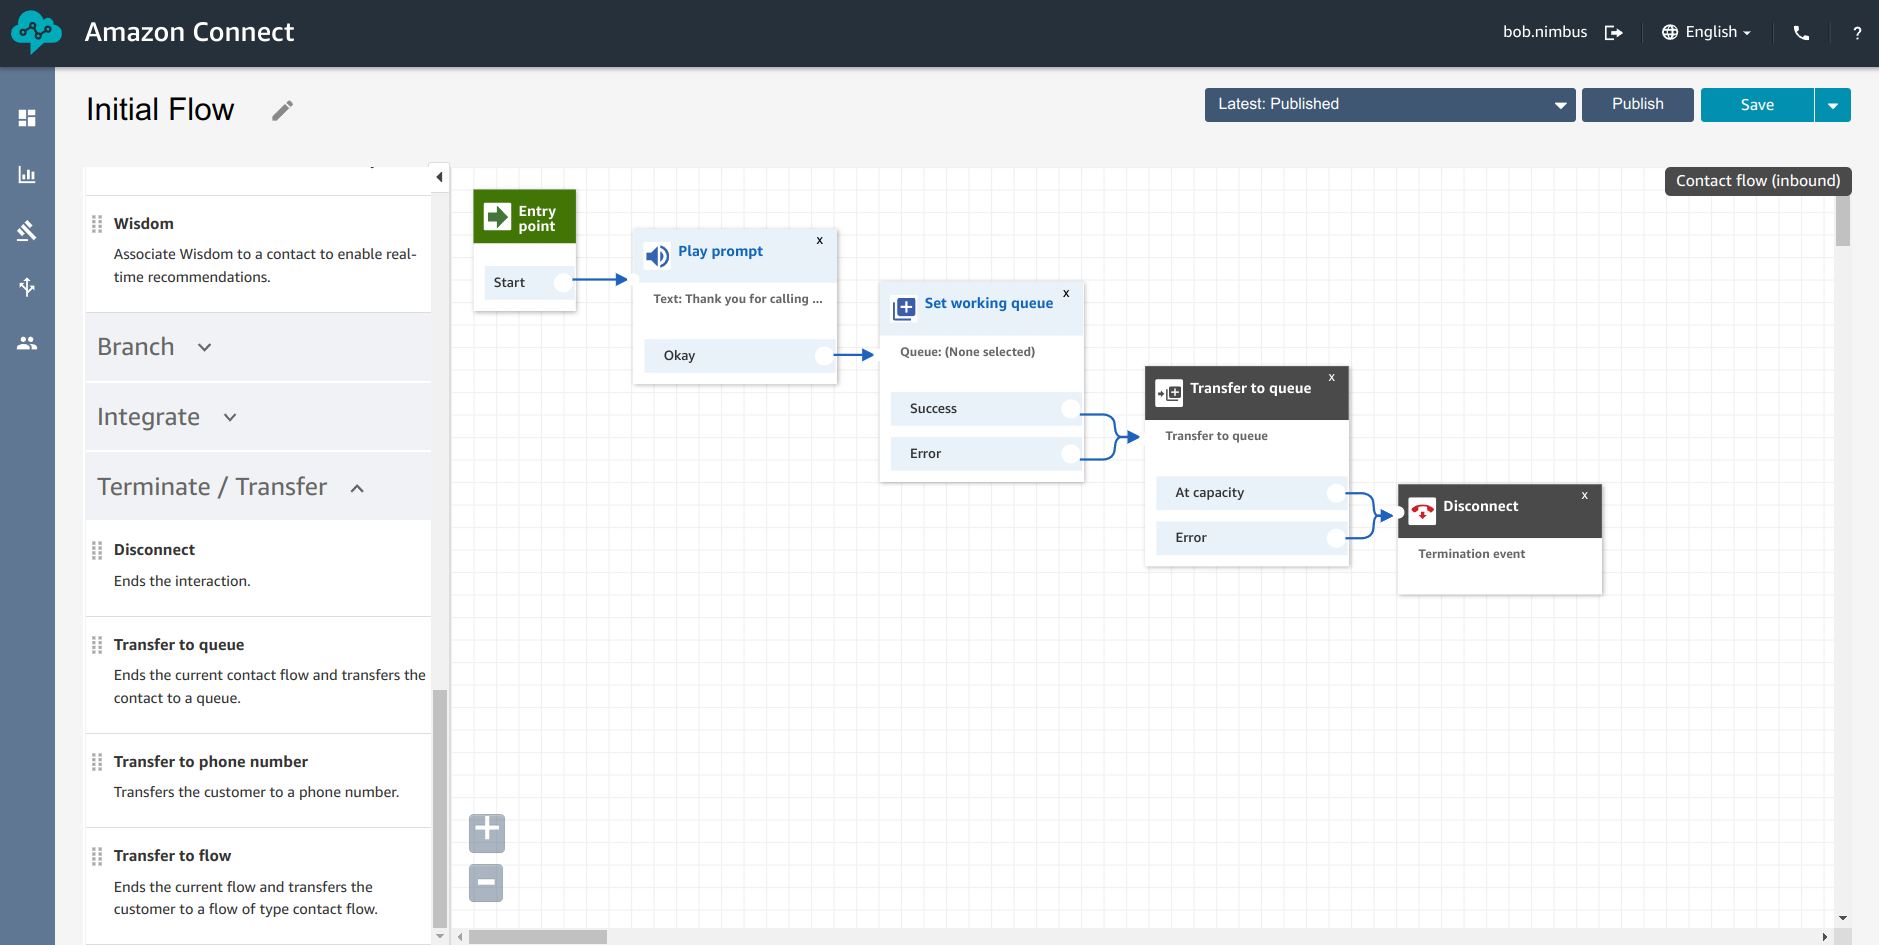 Amazon Connect
bob.nimbus
English
?
Initial Flow
Latest: Published
Publish
Save
Wisdom
Associate Wisdom to a contact to enable real-
time recommendations.
Branch
Integrate
Terminate / Transfer
Disconnect
Ends the interaction.
Transfer to queue
Ends the current contact flow and transfers the
contact to a queue.
Transfer to phone number
Transfers the customer to a phone number.
Transfer to flow
Ends the current flow and transfers the
customer to a flow of type contact flow.
Contact flow (inbound)
Entry
point
Start
Play prompt
x
Text: Thank you for calling ...
Okay
Set working queue
x
Queue: (None selected)
Success
Error
Transfer to queue
x
Transfer to queue
At capacity
Error
Disconnect
x
Termination event